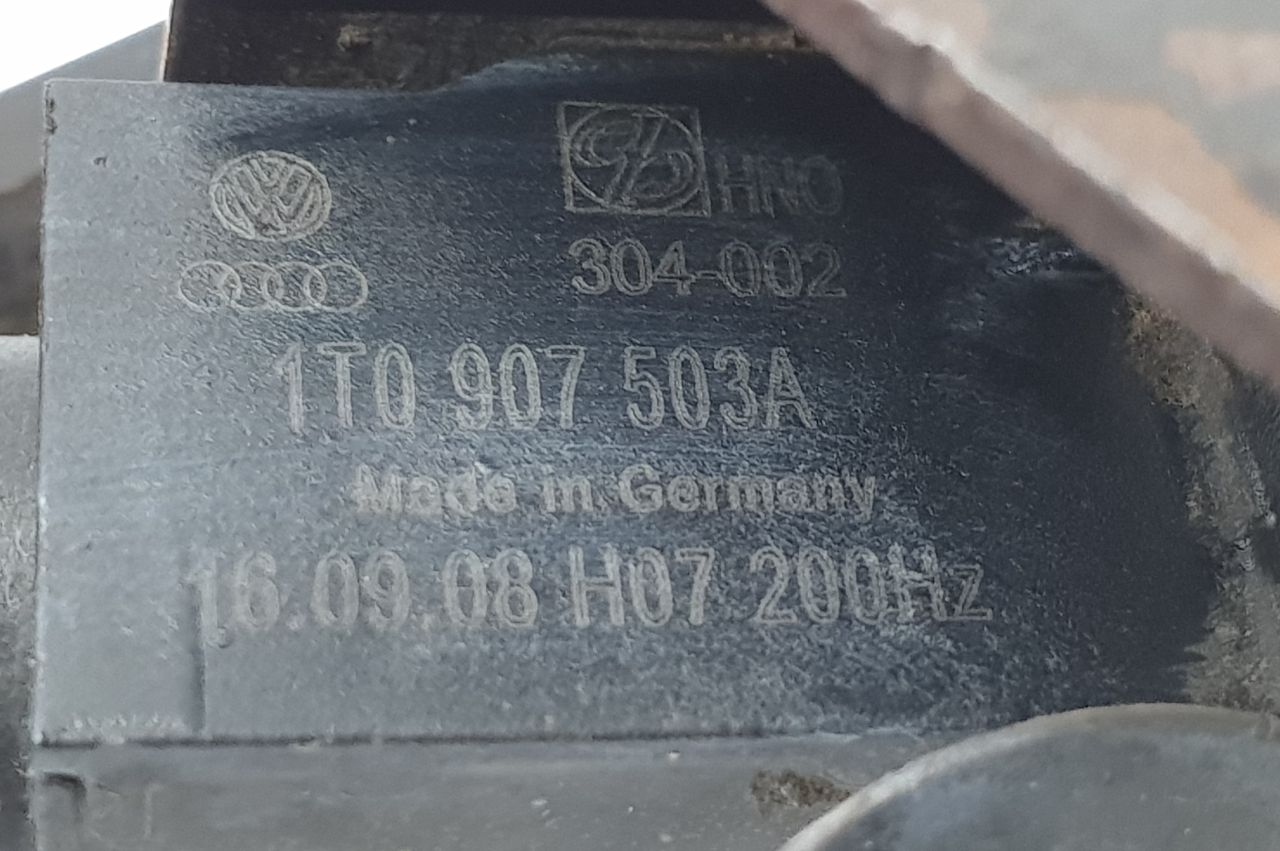 HNO
304-002
1T0 907 503A
Made in Germany
16.09.08 H07 200Hz